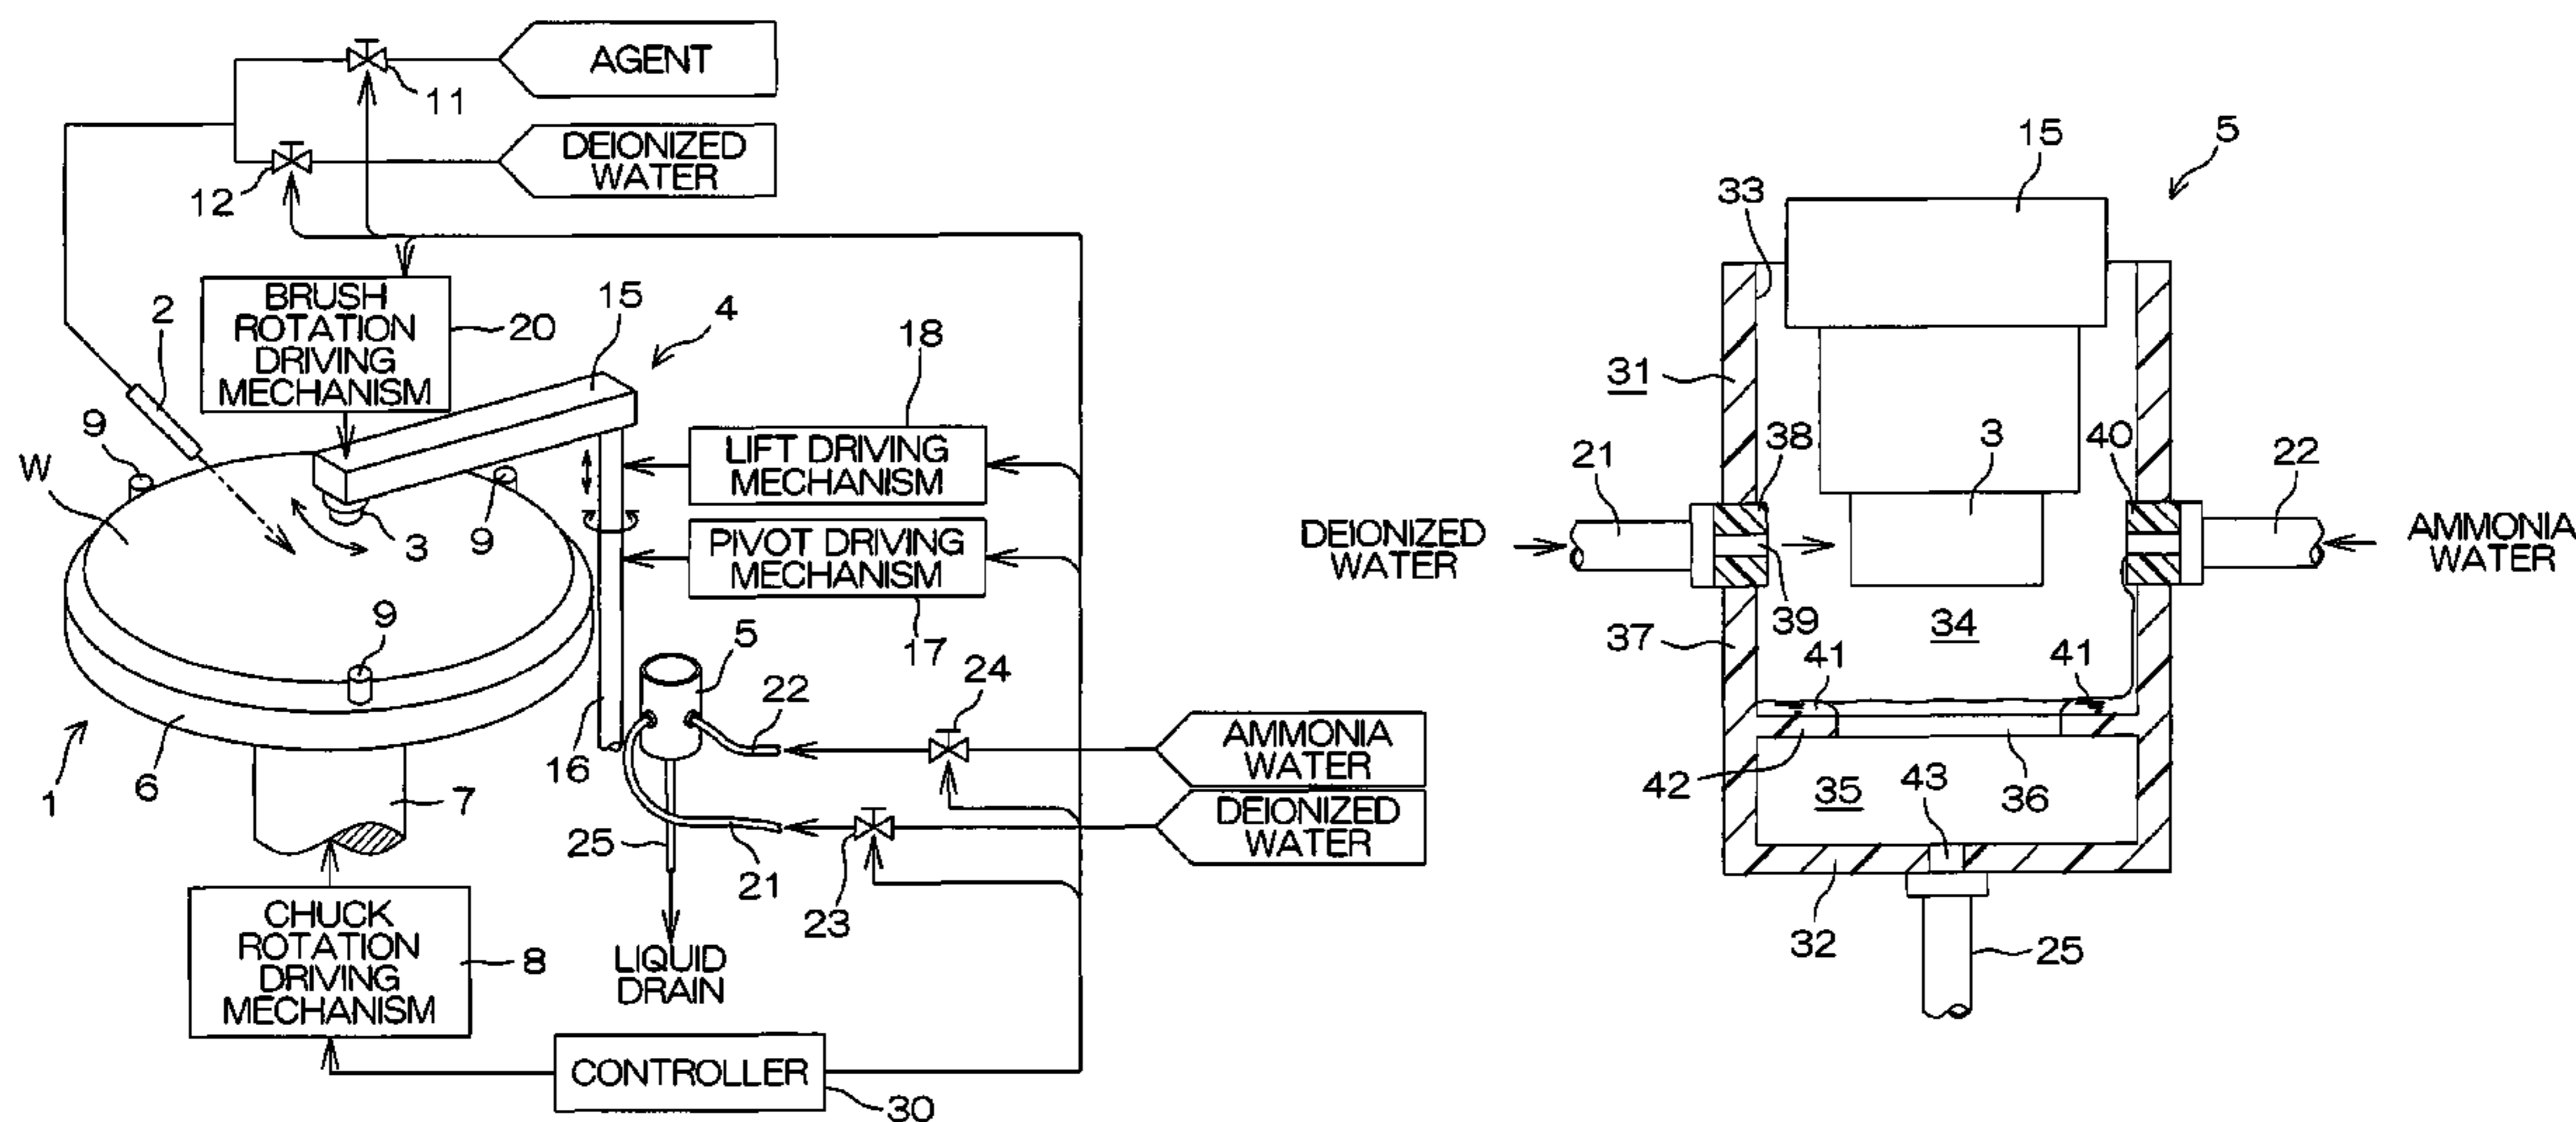 AGENT
11
DEIONIZED
WATER
12
BRUSH
ROTATION
DRIVING
MECHANISM
20
2
15
4
18
9
W
LIFT DRIVING
MECHANISM
3
9
PIVOT DRIVING
MECHANISM
17
9
5
22
24
AMMONIA
WATER
16
1
6
7
DEIONIZED
WATER
25
21
23
CHUCK
ROTATION
DRIVING
MECHANISM
8
LIQUID
DRAIN
CONTROLLER
30
15
5
33
31
38
3
40
21
22
DEIONIZED
WATER
AMMONIA
WATER
39
37
34
41
41
42
35
43
36
32
25